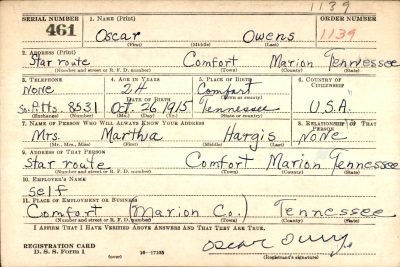 1139
SERIAL NUMBER 1. NAME (Print) ORDER NUMBER
461 Oscar Owens 1139
(First) (Middle) (Last)
2. ADDRESS (Print)
Star route Comfort Marion Tennessee
(Number and street or R. F. D. number) (Town) (County) (State)
3. TELEPHONE 4. AGE IN YEARS 5. PLACE OF BIRTH 6. COUNTRY OF CITIZENSHIP
None 24 Comfort
DATE OF BIRTH (Town or county)
So. Pitts. 8531 Oct. 26 1915 Tennessee U.S.A.
(Exchange) (Number) (Mo.) (Day) (Yr.) (State or country)
7. NAME OF PERSON WHO WILL ALWAYS KNOW YOUR ADDRESS 8. RELATIONSHIP OF THAT PERSON
Mrs. Martha Hargis None
(Mr., Mrs., Miss) (First) (Middle) (Last)
9. ADDRESS OF THAT PERSON
Star route Comfort Marion Tennessee
(Number and street or R. F. D. number) (Town) (County) (State)
10. EMPLOYER'S NAME
self
11. PLACE OF EMPLOYMENT OR BUSINESS
Comfort (Marion Co.) Tennessee
(Number and street or R. F. D. number) (Town) (County) (State)
I AFFIRM THAT I HAVE VERIFIED ABOVE ANSWERS AND THAT THEY ARE TRUE.
REGISTRATION CARD
D. S. S. Form 1 16-17105 Oscar